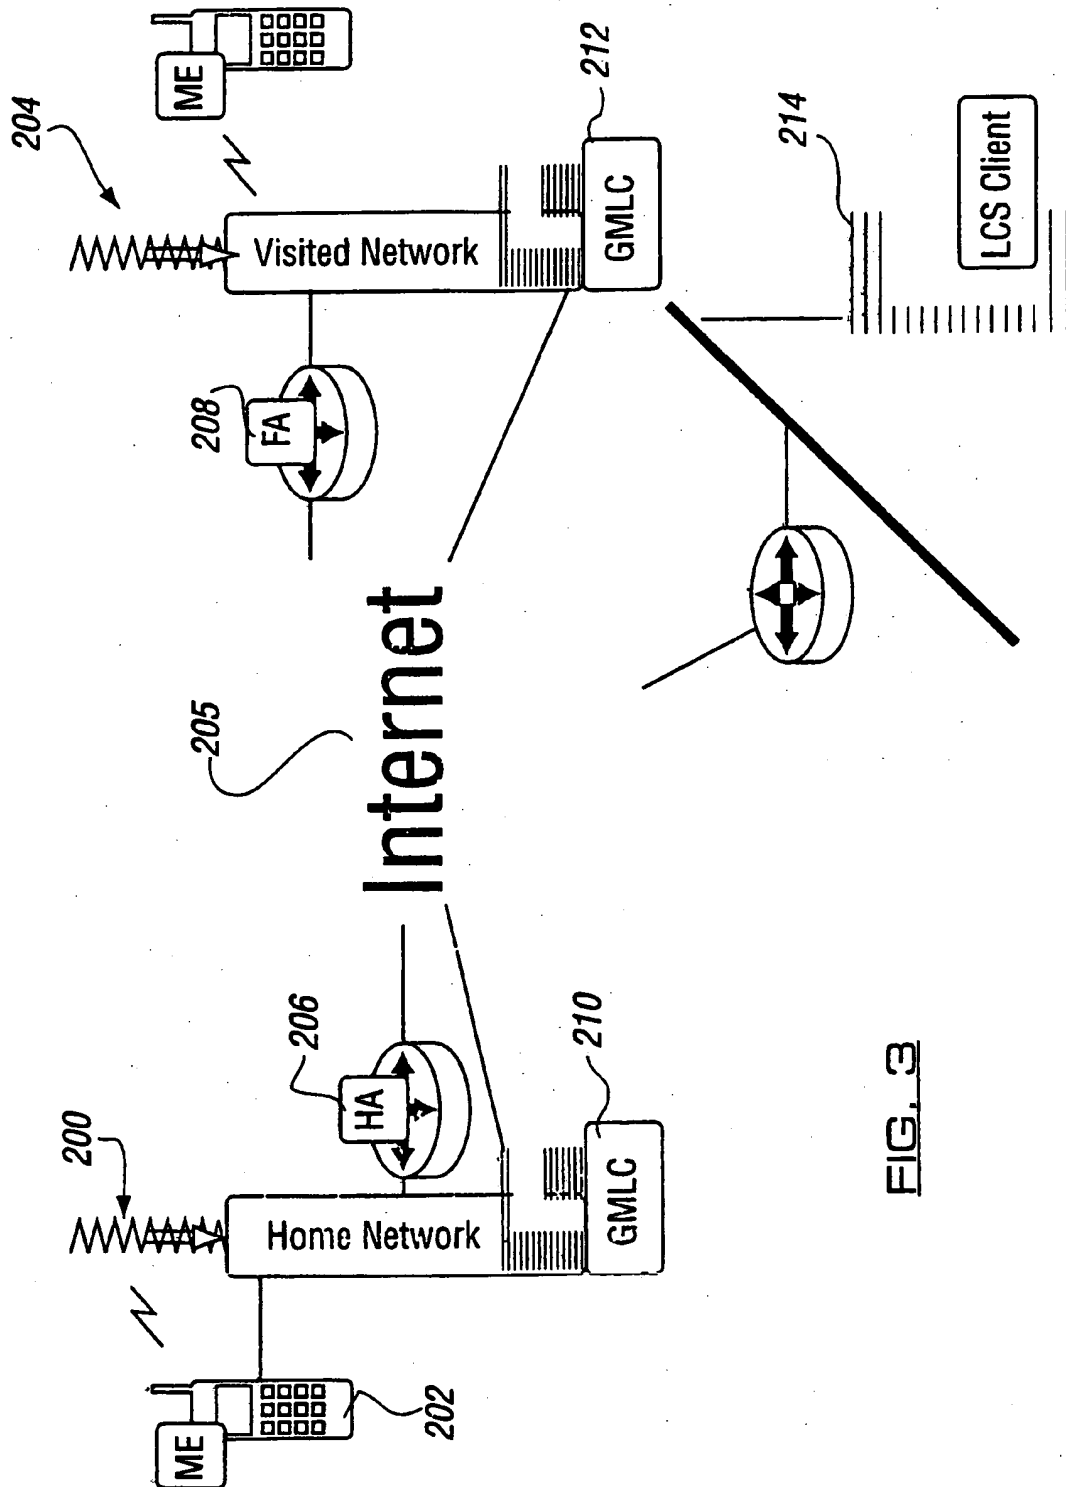 200
204
ME
ME
202
Home Network
Visited Network
HA
206
FA
208
205
Internet
GMLC
210
GMLC
212
214
LCS Client
FIG. 3